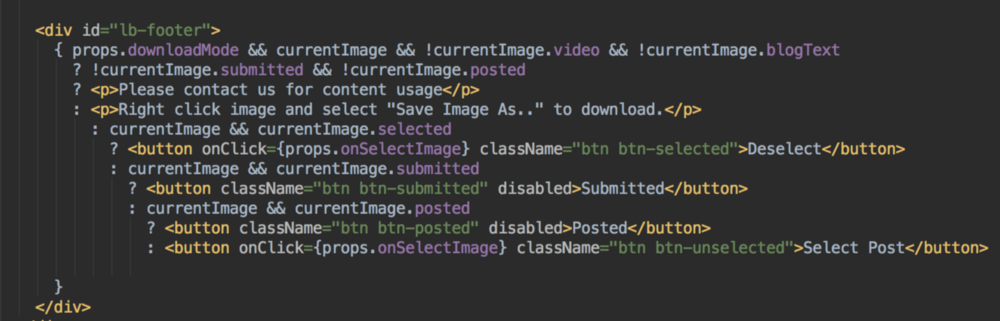 <div id="lb-footer">
{ props.downloadMode && currentImage && !currentImage.video && !currentImage.blogText
? !currentImage.submitted && !currentImage.posted
? <p>Please contact us for content usage</p>
: <p>Right click image and select "Save Image As.." to download.</p>
: currentImage && currentImage.selected
? <button onClick={props.onSelectImage} className="btn btn-selected">Deselect</button>
: currentImage && currentImage.submitted
? <button className="btn btn-submitted" disabled>Submitted</button>
: currentImage && currentImage.posted
? <button className="btn btn-posted" disabled>Posted</button>
: <button onClick={props.onSelectImage} className="btn btn-unselected">Select Post</button>
}
</div>